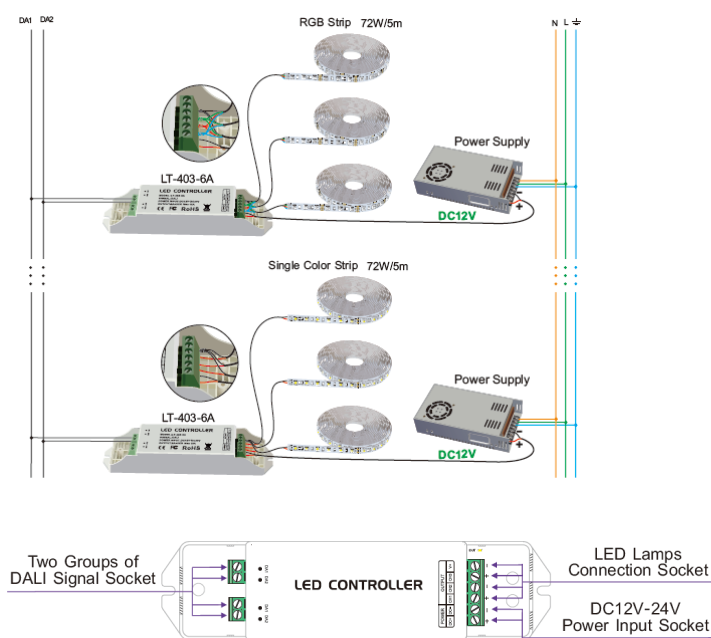 DA1 DA2
N L
RGB Strip 72W/5m
Power Supply
LT-403-6A
LED CONTROLLER
RoHS
DC12V
Single Color Strip 72W/5m
Power Supply
LT-403-6A
LED CONTROLLER
RoHS
DC12V
Two Groups of
DALI Signal Socket
LED CONTROLLER
OUTPUT
POWER
LED Lamps
Connection Socket
DC12V-24V
Power Input Socket